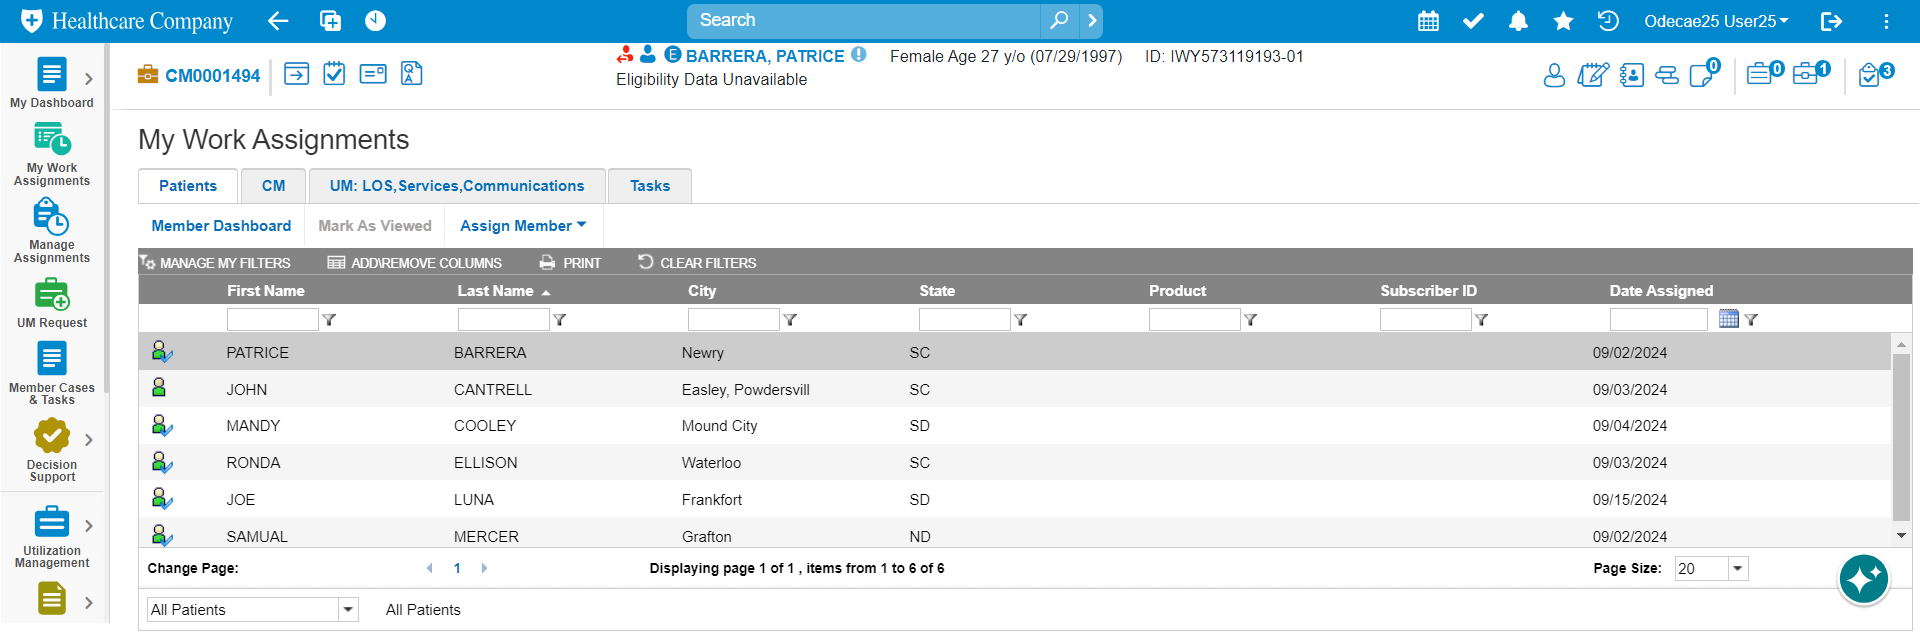 Healthcare Company
Search
Odecae25 User25
My Dashboard
My Work
Assignments
Manage
Assignments
UM Request
Member Cases
& Tasks
Decision
Support
Utilization
Management
CM0001494
E BARRERA, PATRICE
Female Age 27 y/o (07/29/1997)
ID: IWY573119193-01
Eligibility Data Unavailable
0
0
1
3
My Work Assignments
Patients
CM
UM: LOS,Services,Communications
Tasks
Member Dashboard
Mark As Viewed
Assign Member
MANAGE MY FILTERS
ADD\REMOVE COLUMNS
PRINT
CLEAR FILTERS
First Name Last Name City State Product Subscriber ID Date Assigned
PATRICE BARRERA Newry SC 09/02/2024
JOHN CANTRELL Easley, Powdersvill SC 09/03/2024
MANDY COOLEY Mound City SD 09/04/2024
RONDA ELLISON Waterloo SC 09/03/2024
JOE LUNA Frankfort SD 09/15/2024
SAMUAL MERCER Grafton ND 09/02/2024
Change Page: 1 Displaying page 1 of 1 , items from 1 to 6 of 6 Page Size: 20
All Patients All Patients